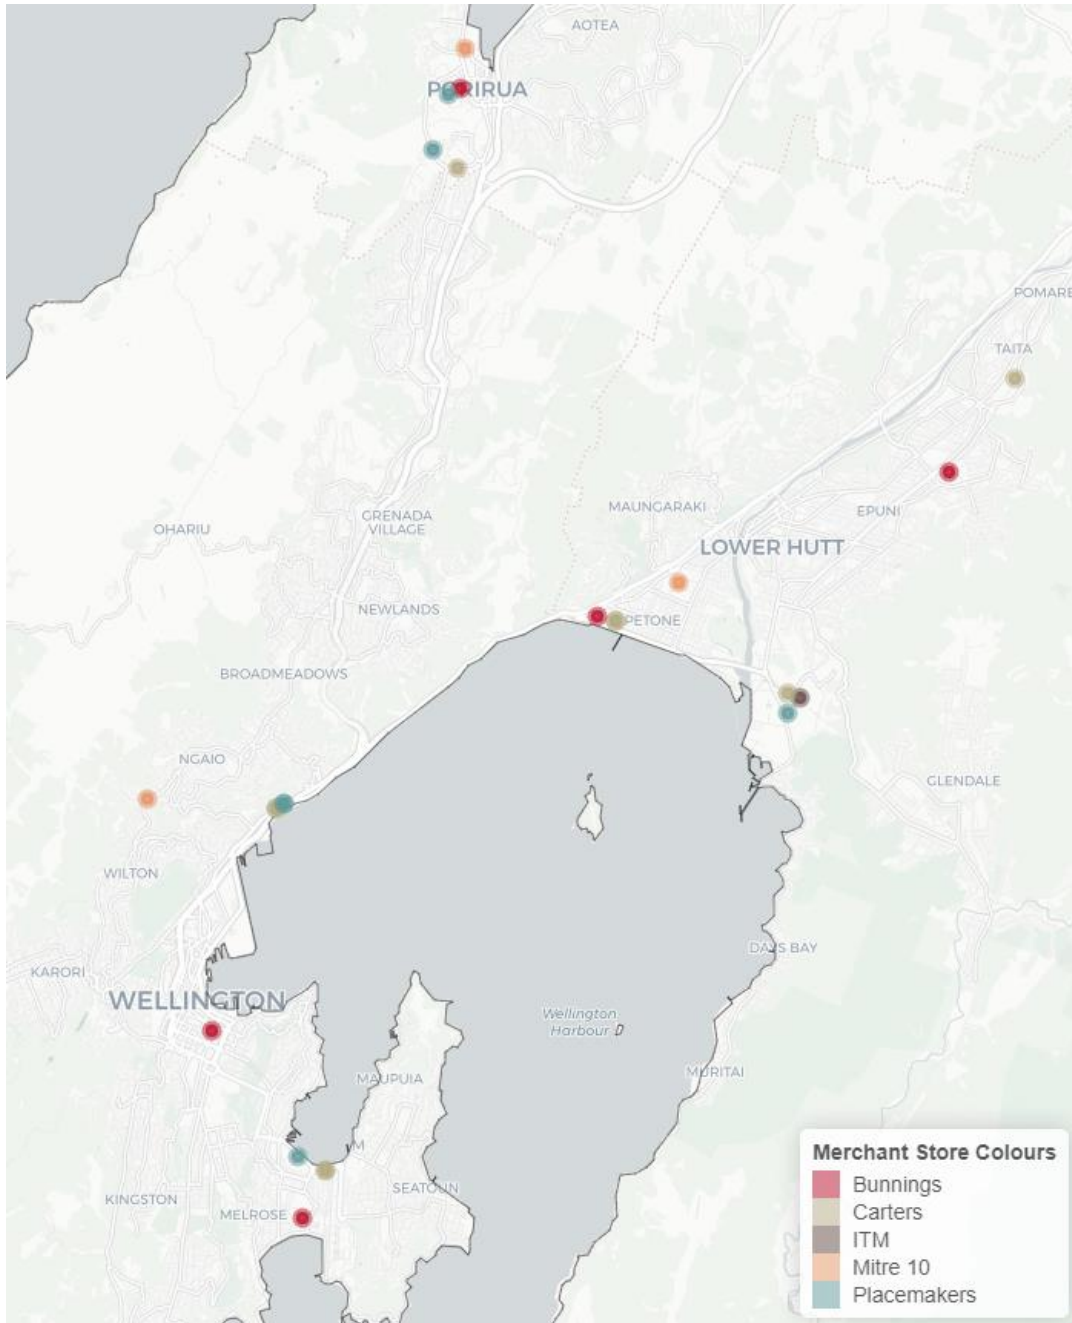 AOTEA
PORIRUA
POMARE
TAITA
MAUNGARAKI
EPUNI
GRENADA
VILLAGE
OHARIU
LOWER HUTT
NEWLANDS
PETONE
BROADMEADOWS
NGAIO
GLENDALE
WILTON
DAYS BAY
KARORI
WELLINGTON
Wellington
Harbour
MAUPUIA
MURITAI
M
SEATOUN
KINGSTON
MELROSE
Merchant Store Colours
Bunnings
Carters
ITM
Mitre 10
Placemakers